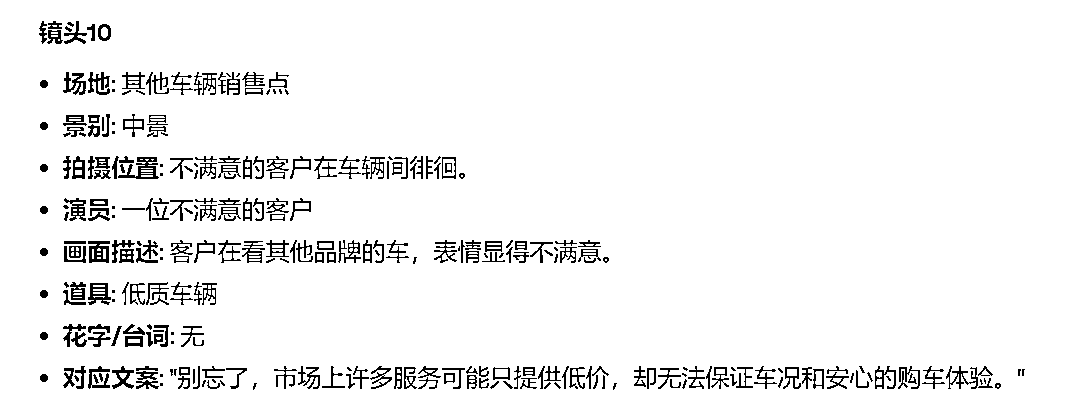 镜头10
• 场地: 其他车辆销售点
• 景别: 中景
• 拍摄位置: 不满意的客户在车辆间徘徊。
• 演员: 一位不满意的客户
• 画面描述: 客户在看其他品牌的车，表情显得不满意。
• 道具: 低质车辆
• 花字/台词: 无
• 对应文案: "别忘了，市场上许多服务可能只提供低价，却无法保证车况和安心的购车体验。"